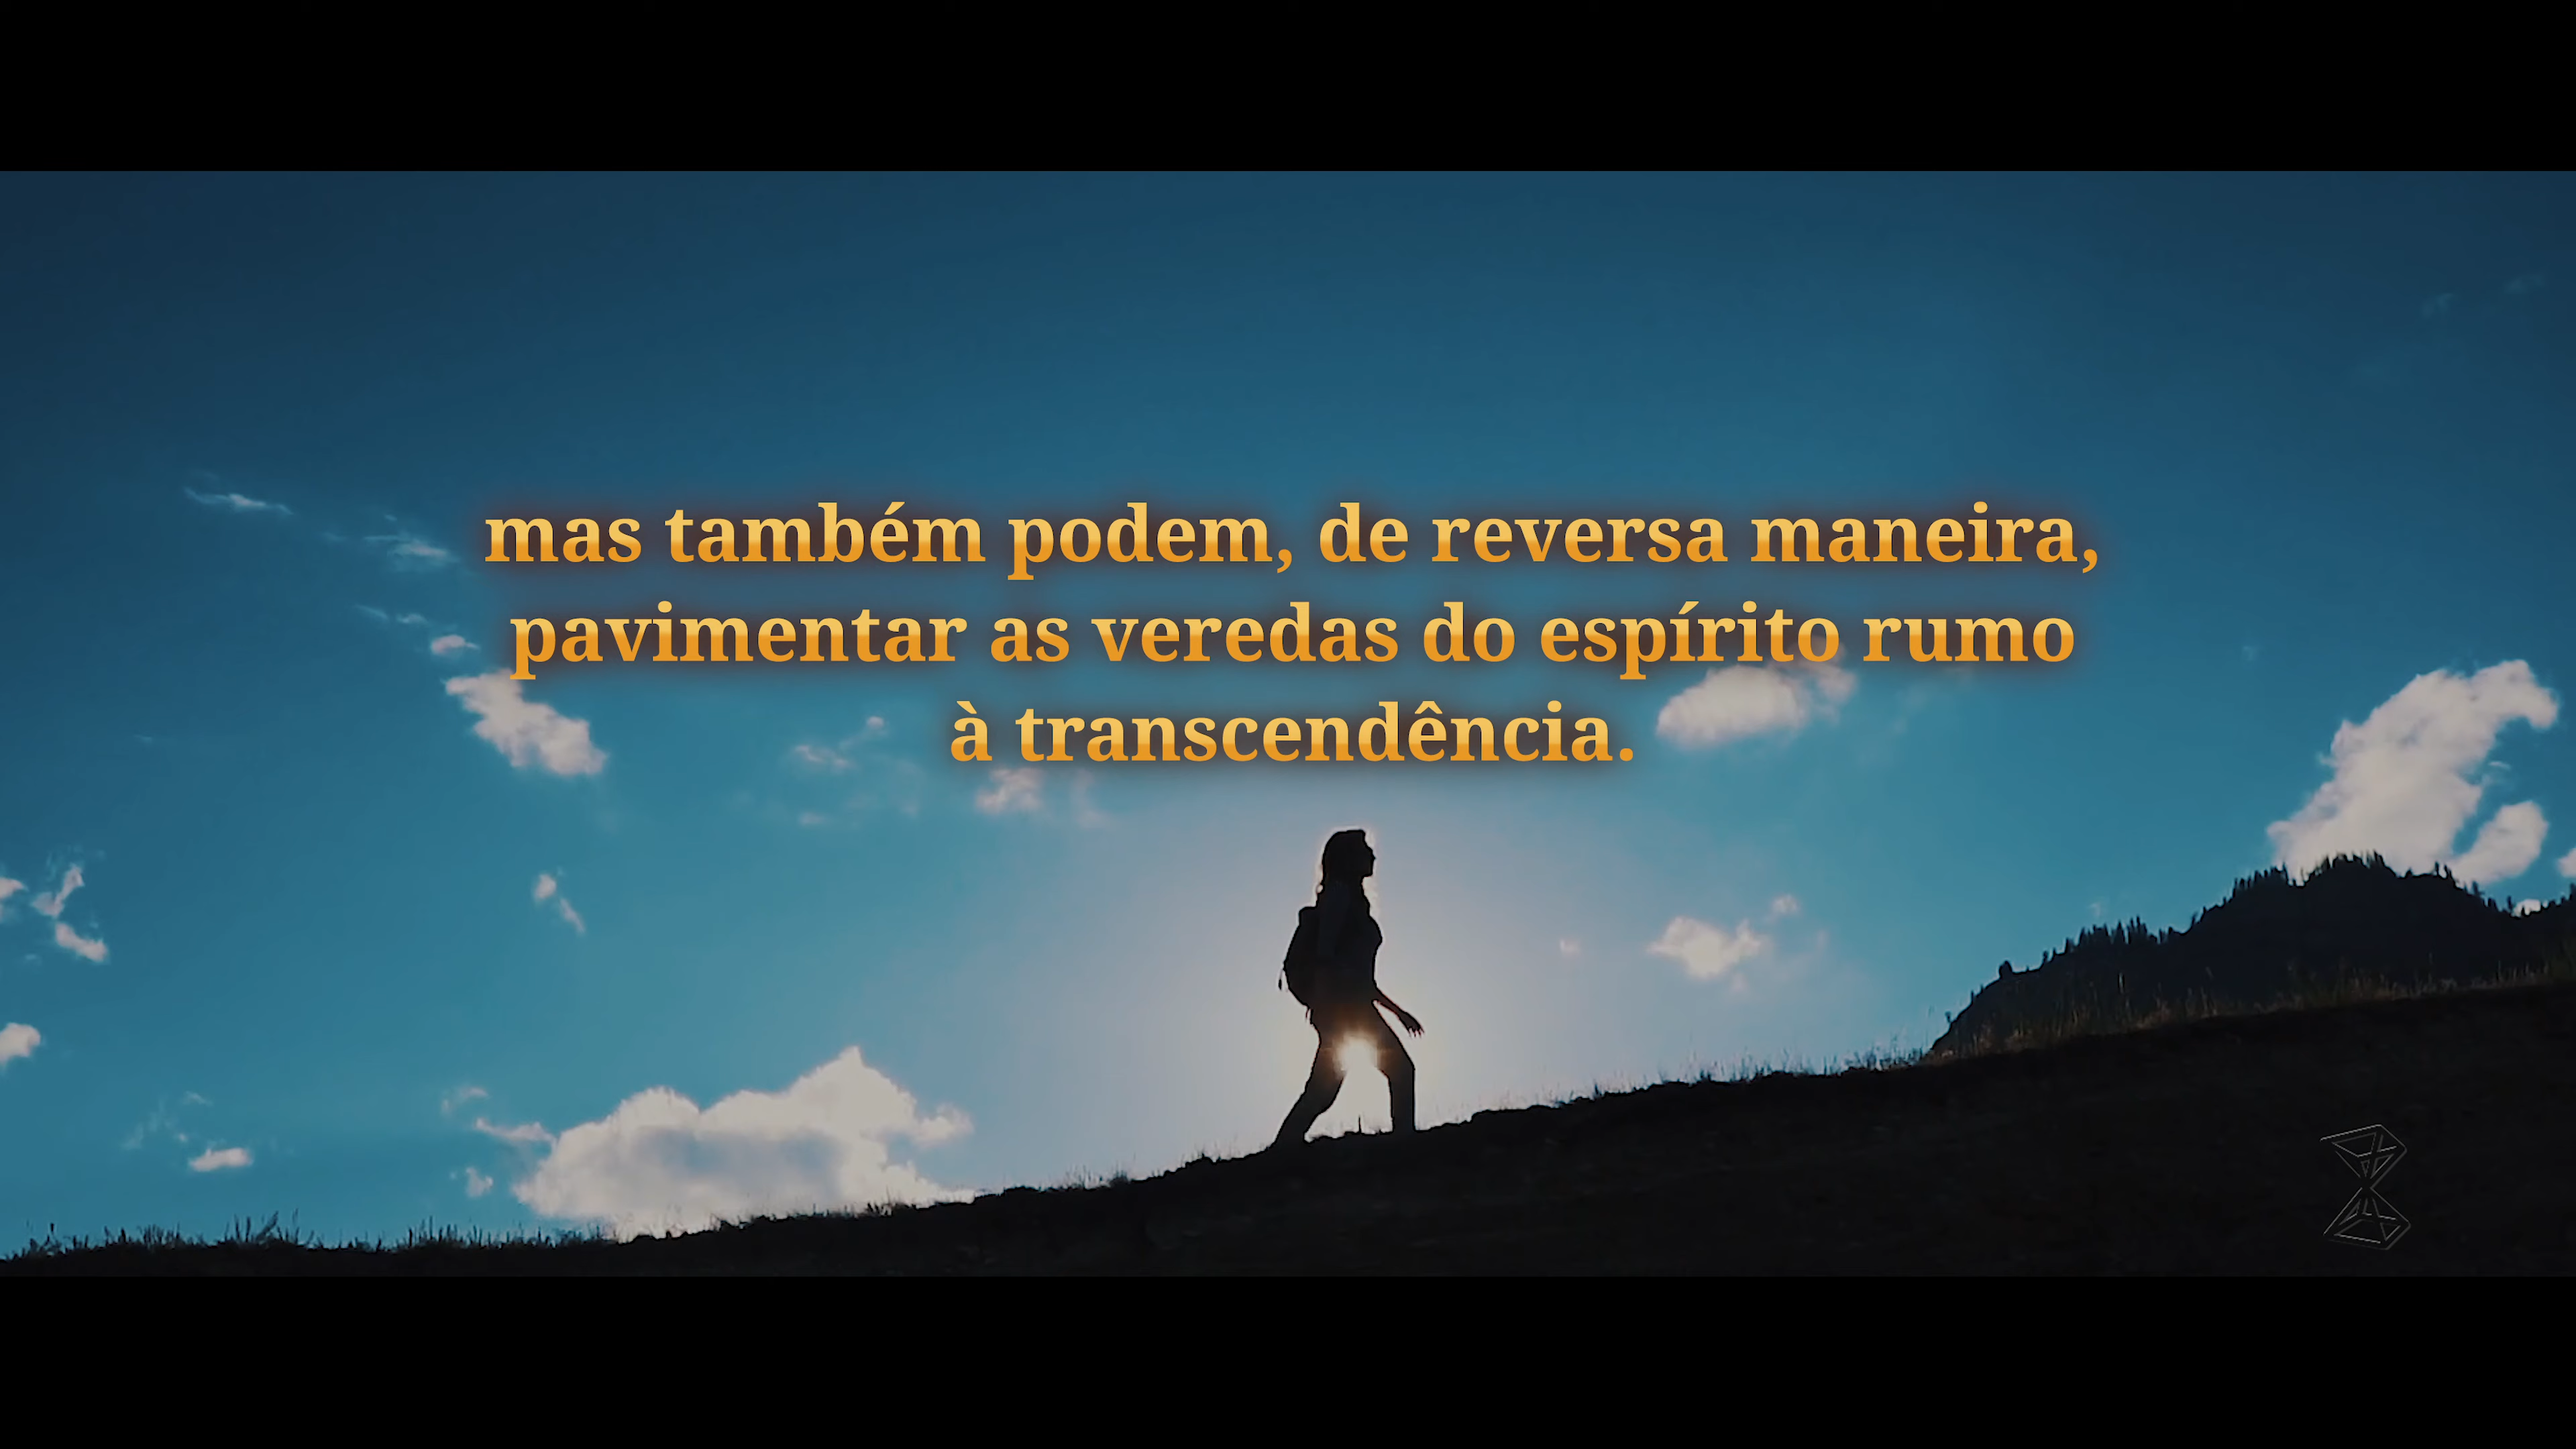 mas também podem, de reversa maneira,
pavimentar as veredas do espírito rumo
à transcendência.